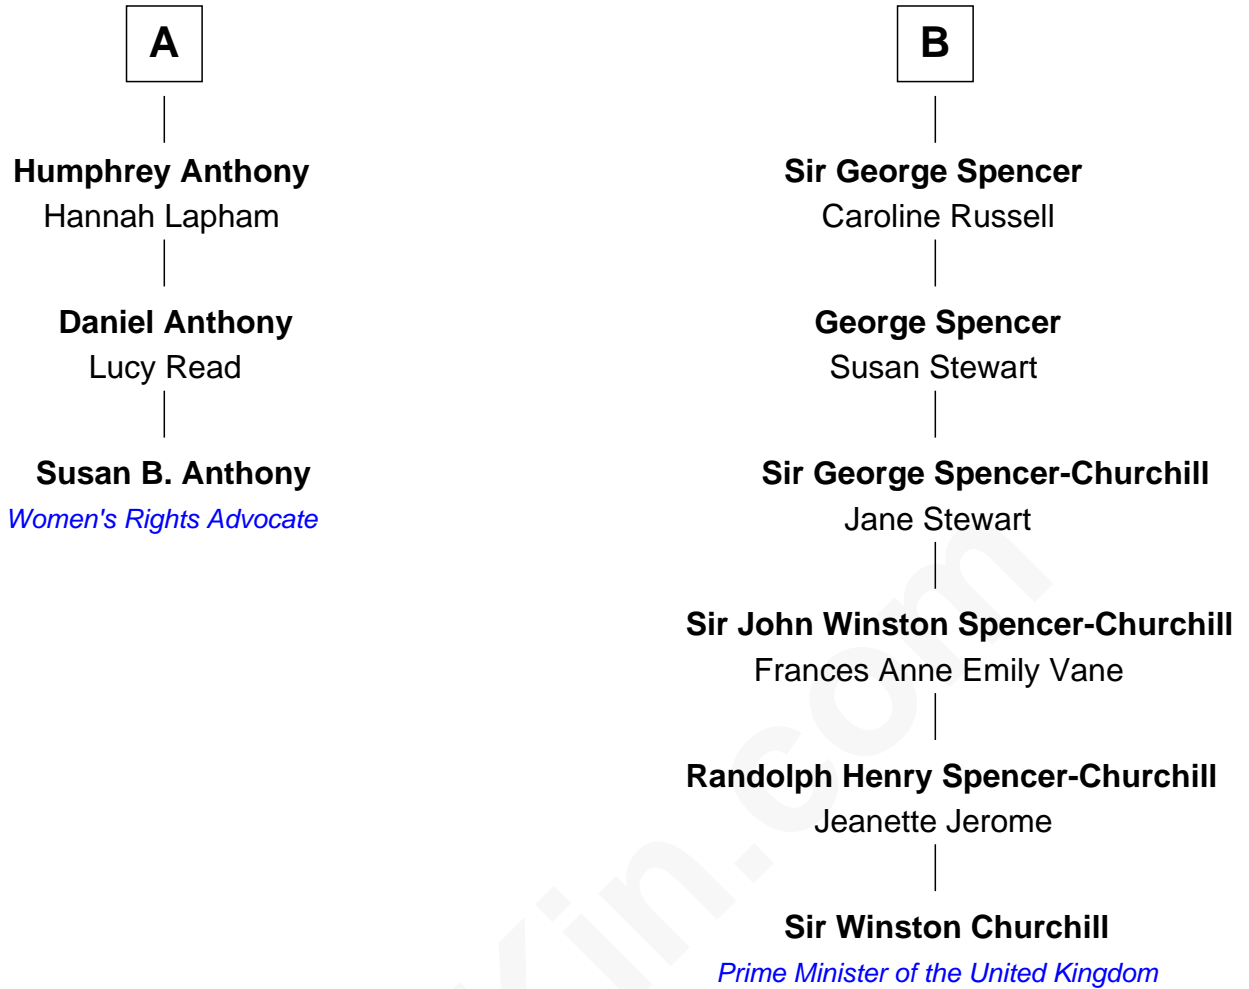 A
Humphrey Anthony
Hannah Lapham
Daniel Anthony
Lucy Read
Susan B. Anthony
Women's Rights Advocate
B
Sir George Spencer
Caroline Russell
George Spencer
Susan Stewart
Sir George Spencer-Churchill
Jane Stewart
Sir John Winston Spencer-Churchill
Frances Anne Emily Vane
Randolph Henry Spencer-Churchill
Jeanette Jerome
Sir Winston Churchill
Prime Minister of the United Kingdom
Kin.com